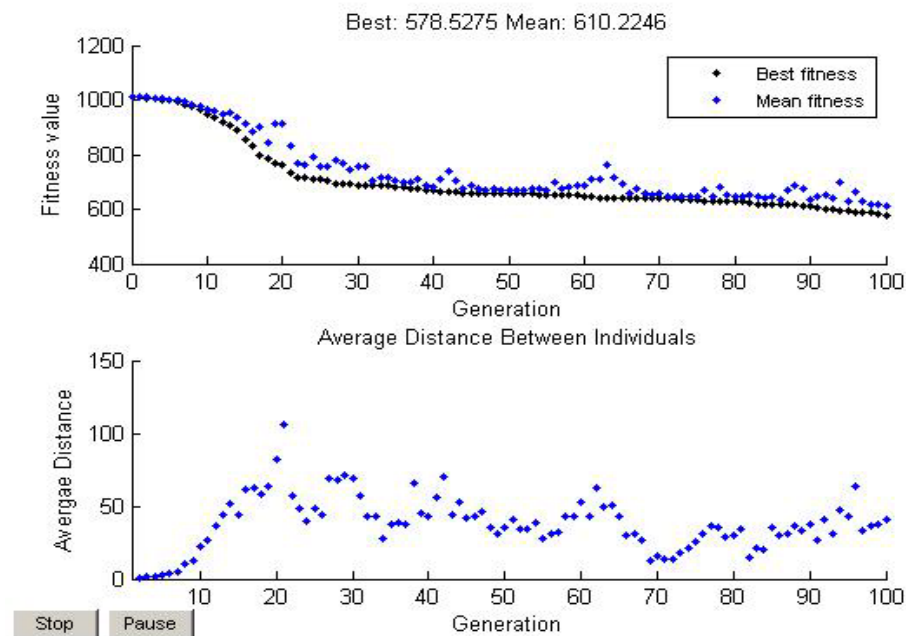 Best: 578.5275 Mean: 610.2246
1200
1000
800
600
400
Fitness value
Best fitness
Mean fitness
0 10 20 30 40 50 60 70 80 90 100
Generation
Average Distance Between Individuals
150
100
50
0
Avergae Distance
10 20 30 40 50 60 70 80 90 100
Generation
Stop Pause